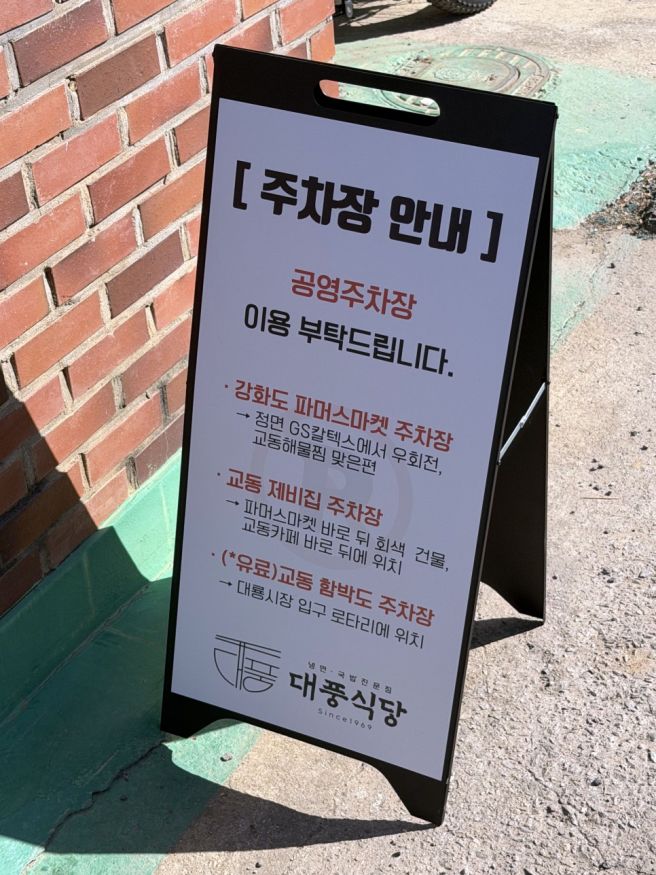 [ 주차장 안내 ]
공영주차장
이용 부탁드립니다.
· 강화도 파머스마켓 주차장
→ 정면 GS칼텍스에서 우회전,
교동해물찜 맞은편
· 교동 제비집 주차장
→ 파머스마켓 바로 뒤 회색 건물,
교동카페 바로 뒤에 위치
· (*유료)교동 함박도 주차장
→ 대룡시장 입구 로타리에 위치
대풍
냉면·국밥전문점
대풍식당
Since1969